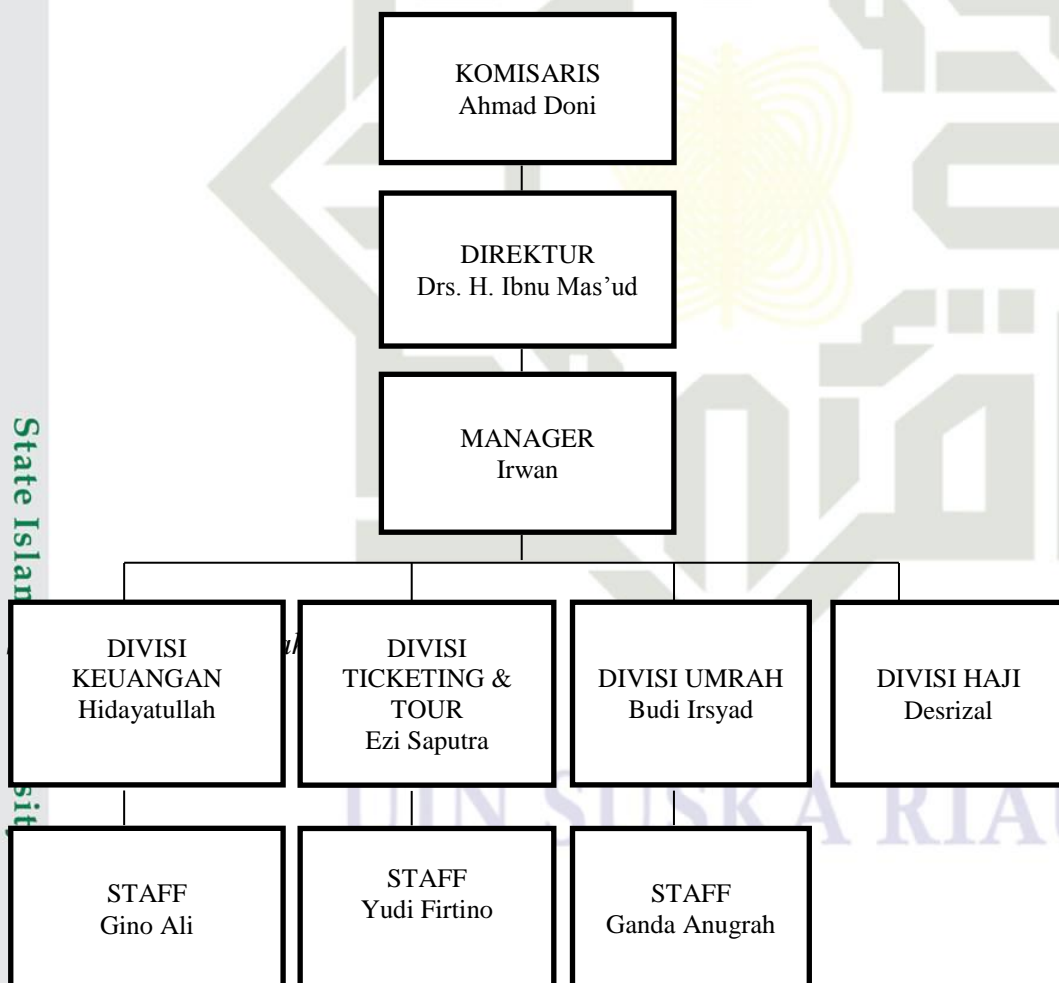 KOMISARIS
Ahmad Doni
DIREKTUR
Drs. H. Ibnu Mas’ud
MANAGER
Irwan
DIVISI
KEUANGAN
Hidayatullah
DIVISI
TICKETING &
TOUR
Ezi Saputra
DIVISI UMRAH
Budi Irsyad
DIVISI HAJI
Desrizal
STAFF
Gino Ali
STAFF
Yudi Firtino
STAFF
Ganda Anugrah
State Islam
sit
UIN SUSKA RIAU